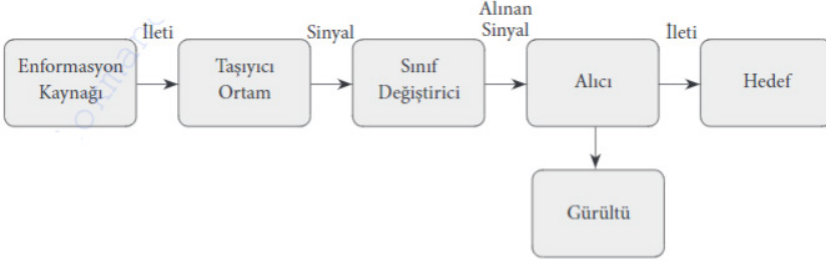 İleti
Sinyal
Alınan
Sinyal
İleti
Enformasyon
Kaynağı
Taşıyıcı
Ortam
Sınıf
Değiştirici
Alıcı
Hedef
Gürültü